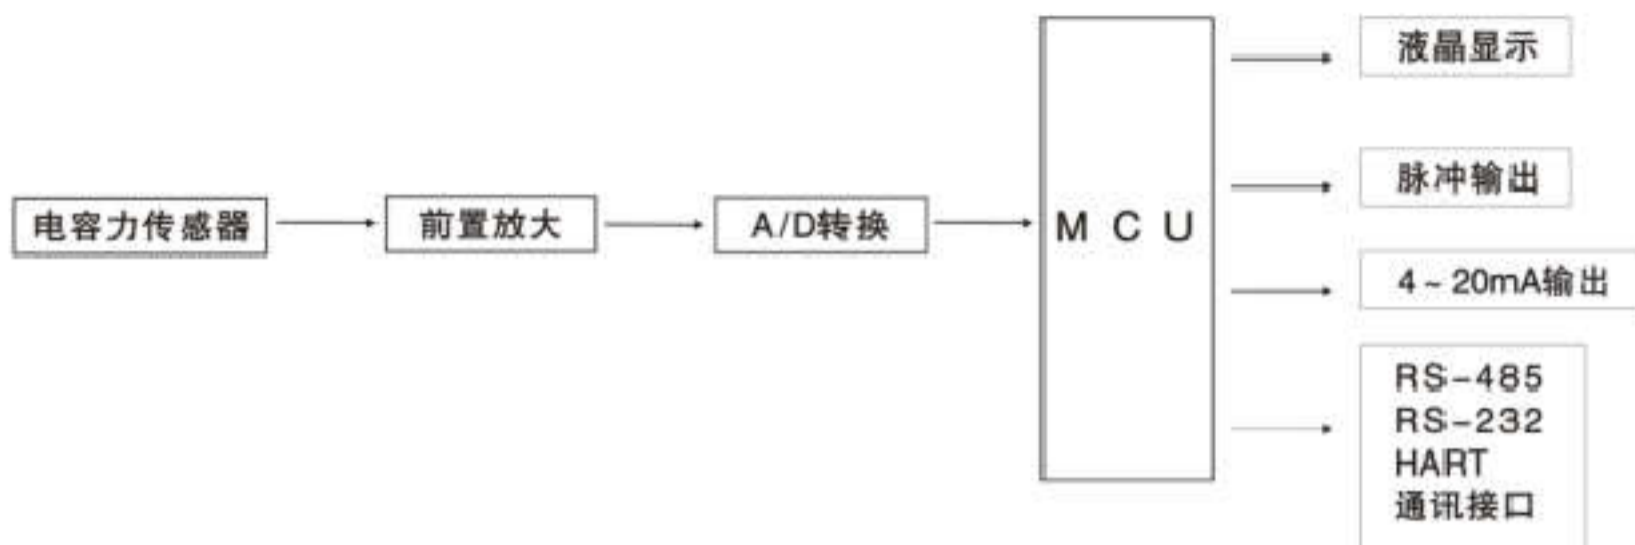 电容力传感器
前置放大
A/D转换
MCU
液晶显示
脉冲输出
4~20mA输出
RS-485
RS-232
HART
通讯接口